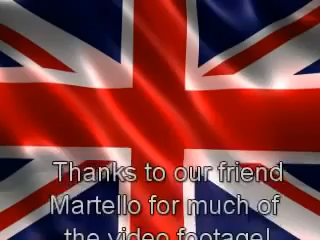 Thanks to our friend
Martello for much of
the video footage!